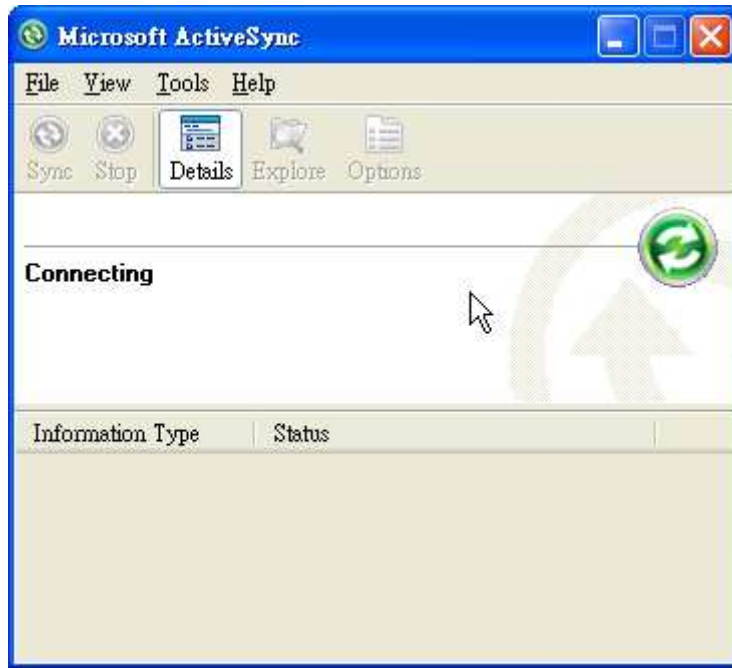 Microsoft ActiveSync
File View Tools Help
Sync Stop Details Explore Options
Connecting
Information Type Status